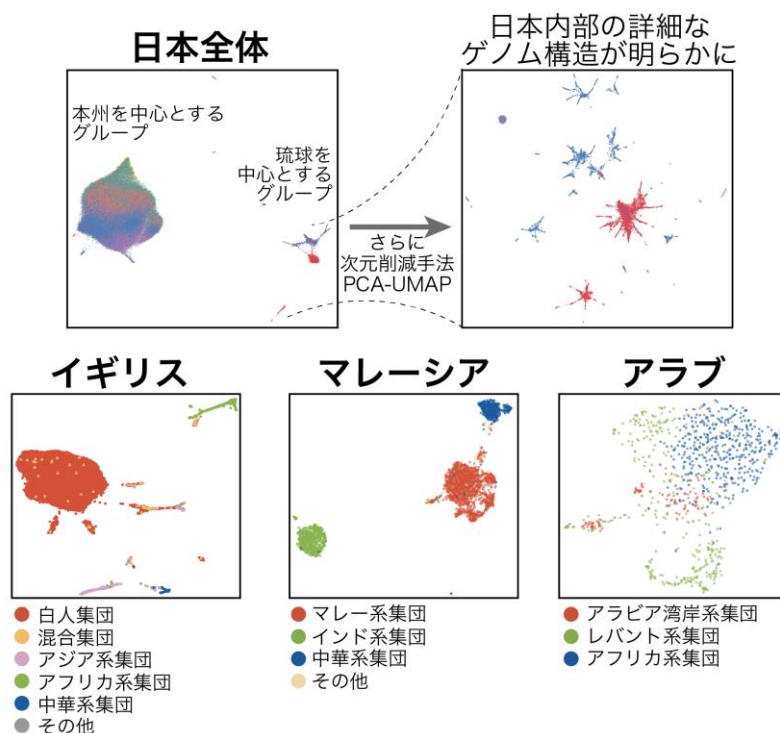 日本全体
日本内部の詳細な
ゲノム構造が明らかに
本州を中心とする
グループ
琉球を
中心とする
グループ
さらに
次元削減手法
PCA-UMAP
イギリス
白人集団
混合集団
アジア系集団
アフリカ系集団
中華系集団
その他
マレーシア
マレー系集団
インド系集団
中華系集団
その他
アラブ
アラビア湾岸系集団
レバント系集団
アフリカ系集団